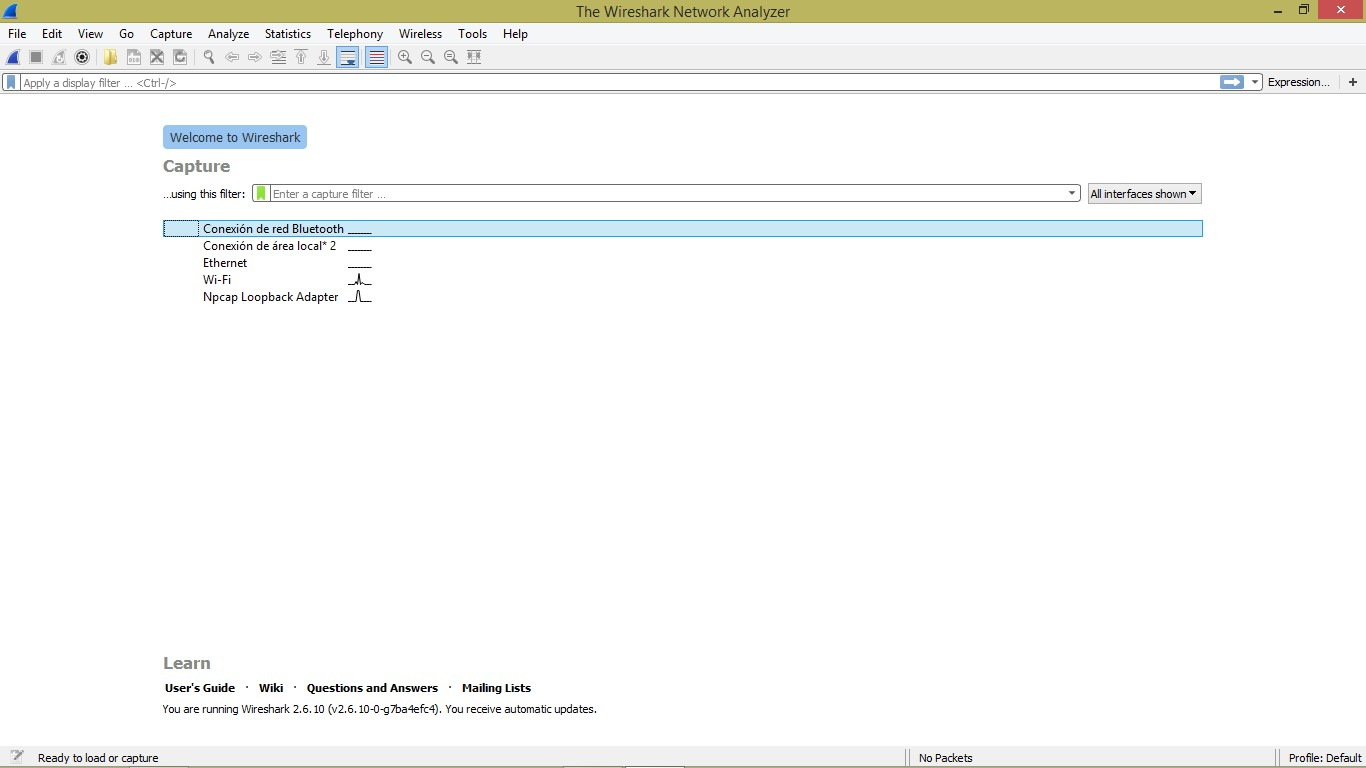 The Wireshark Network Analyzer
File Edit View Go Capture Analyze Statistics Telephony Wireless Tools Help
Apply a display filter ... <Ctrl-/> Expression... +
Welcome to Wireshark
Capture
...using this filter: Enter a capture filter ... All interfaces shown
Conexión de red Bluetooth
Conexión de área local* 2
Ethernet
Wi-Fi
Npcap Loopback Adapter
Learn
User's Guide · Wiki · Questions and Answers · Mailing Lists
You are running Wireshark 2.6.10 (v2.6.10-0-g7ba4efc4). You receive automatic updates.
Ready to load or capture No Packets Profile: Default